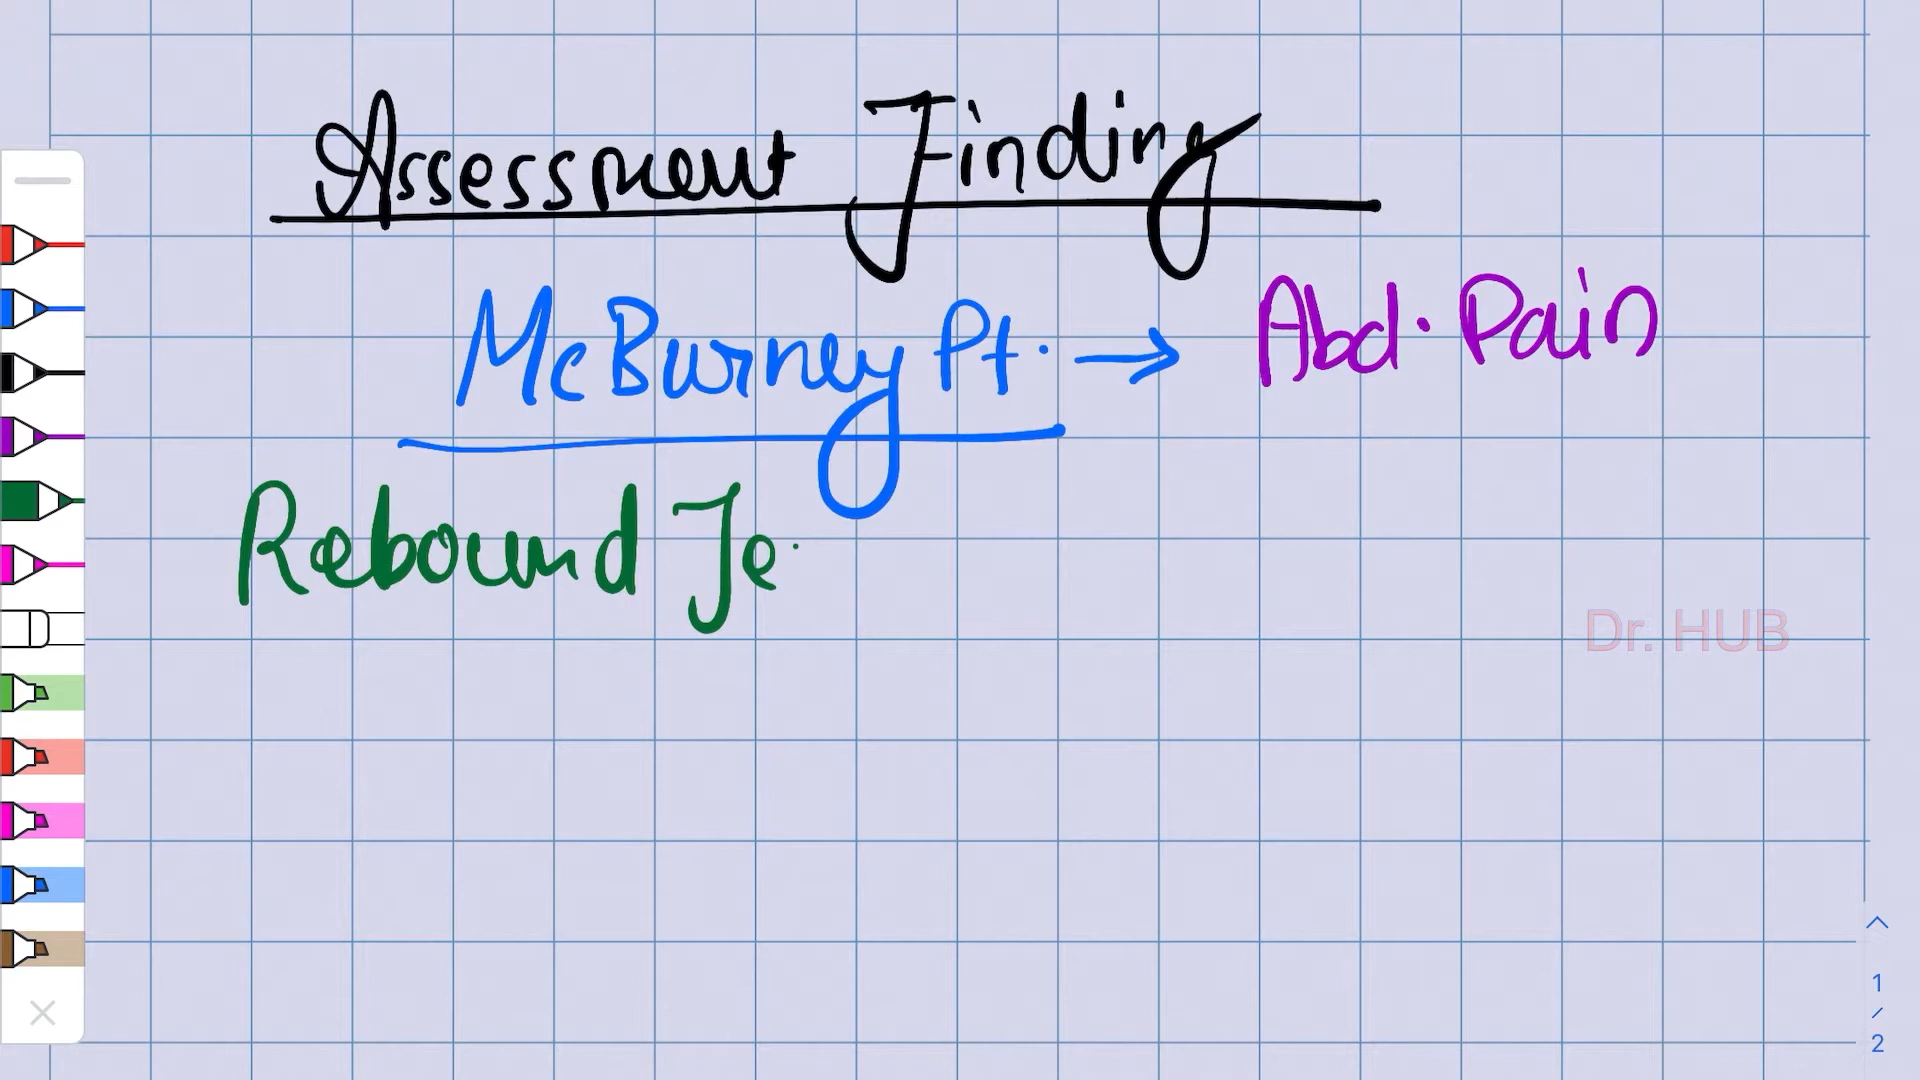 Assessment Finding
McBurney Pt. → Abd. Pain
Rebound Te
Dr. HUB
1
/
2